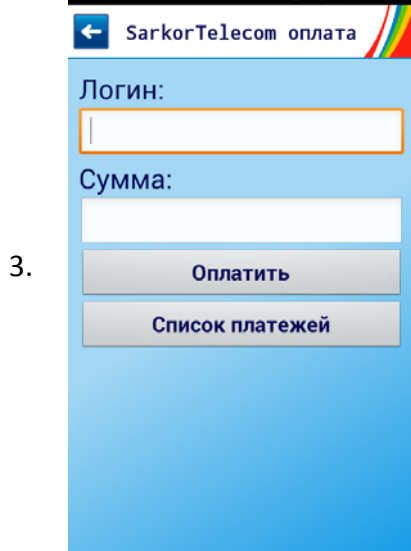 SarkorTelecom оплата
Логин:
Сумма:
3.
Оплатить
Список платежей